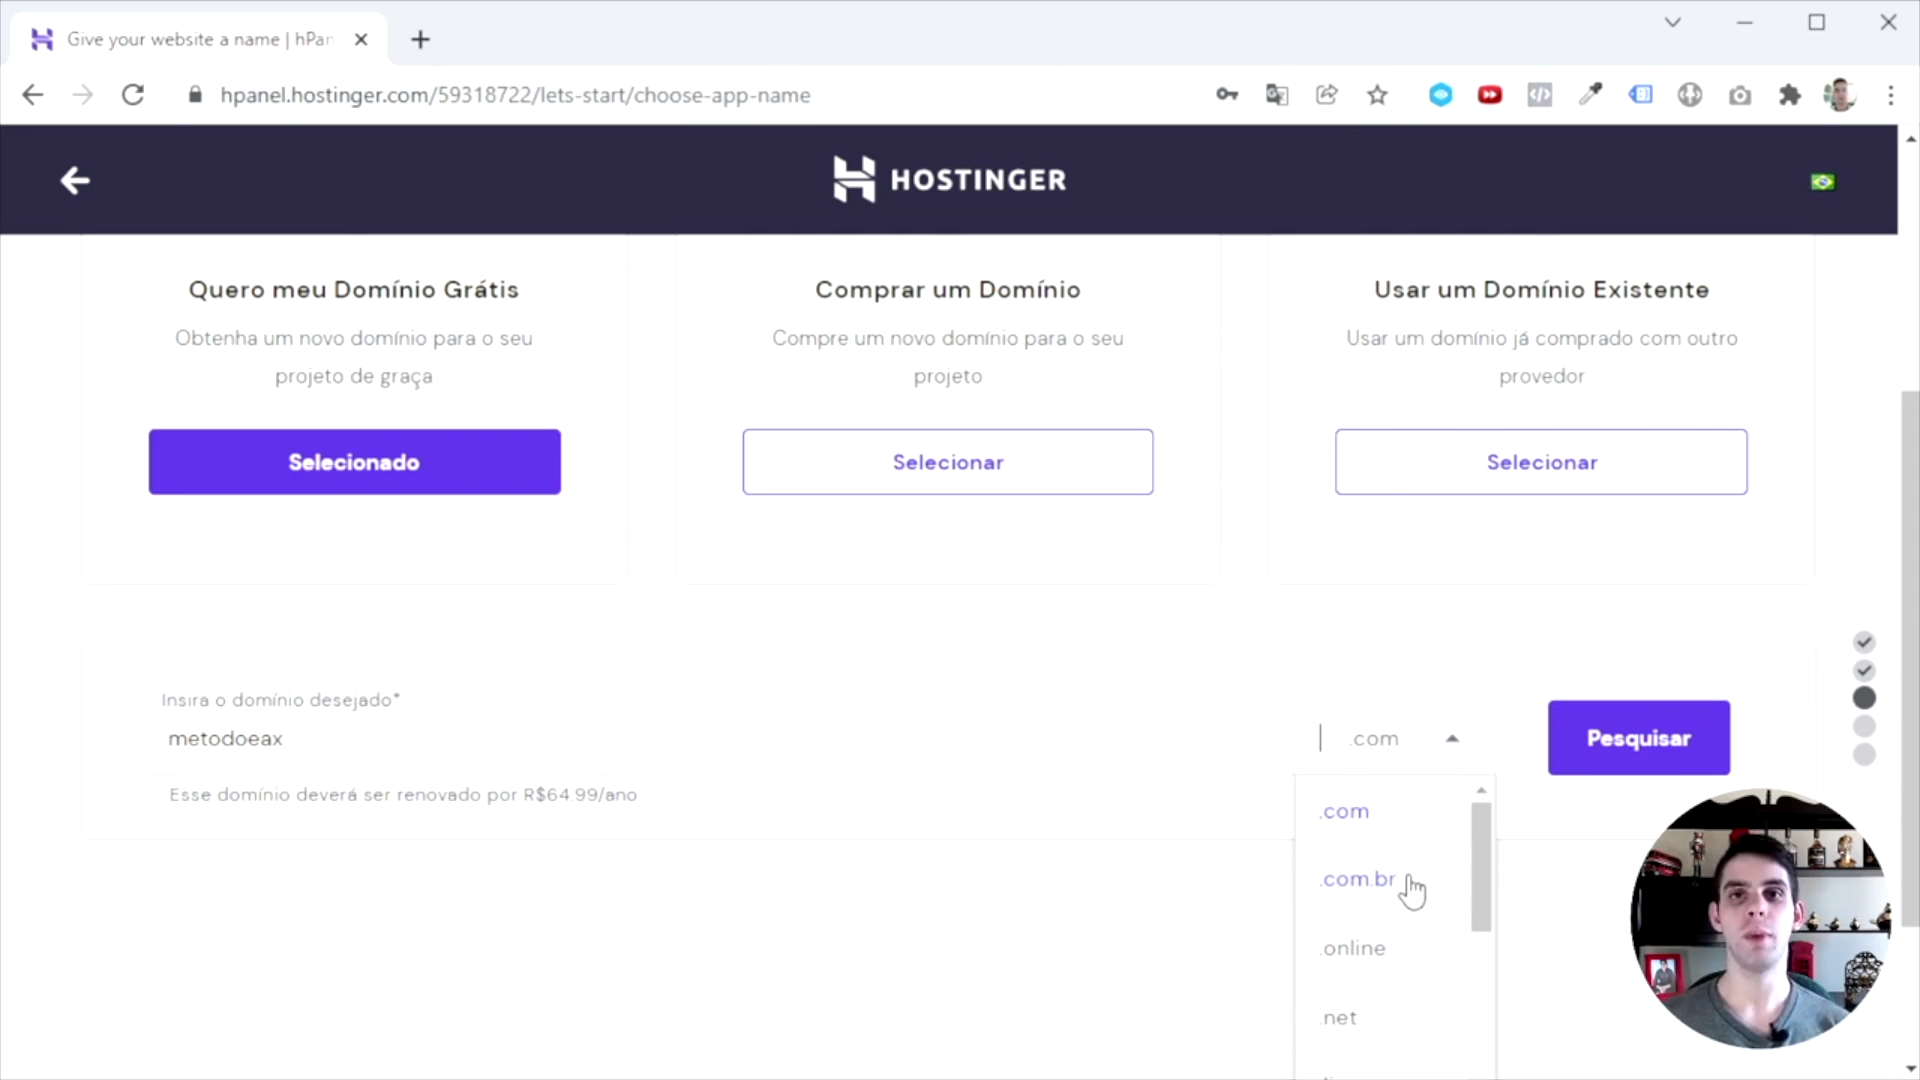 Give your website a name | hPan
hpanel.hostinger.com/59318722/lets-start/choose-app-name
HOSTINGER
Quero meu Domínio Grátis
Obtenha um novo domínio para o seu
projeto de graça
Selecionado
Comprar um Domínio
Compre um novo domínio para o seu
projeto
Selecionar
Usar um Domínio Existente
Usar um domínio já comprado com outro
provedor
Selecionar
Insira o domínio desejado*
metodoeax
Esse domínio deverá ser renovado por R$64.99/ano
.com
Pesquisar
.com
.com.br
.online
.net